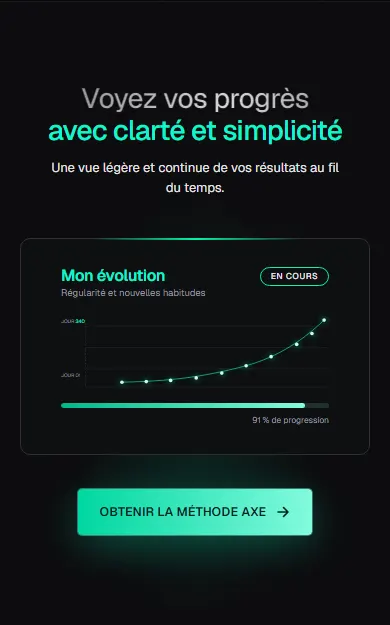 Voyez vos progrès
avec clarté et simplicité
Une vue légère et continue de vos résultats au fil
du temps.
Mon évolution
EN COURS
Régularité et nouvelles habitudes
JOUR 340
JOUR 01
91 % de progression
OBTENIR LA MÉTHODE AXE →